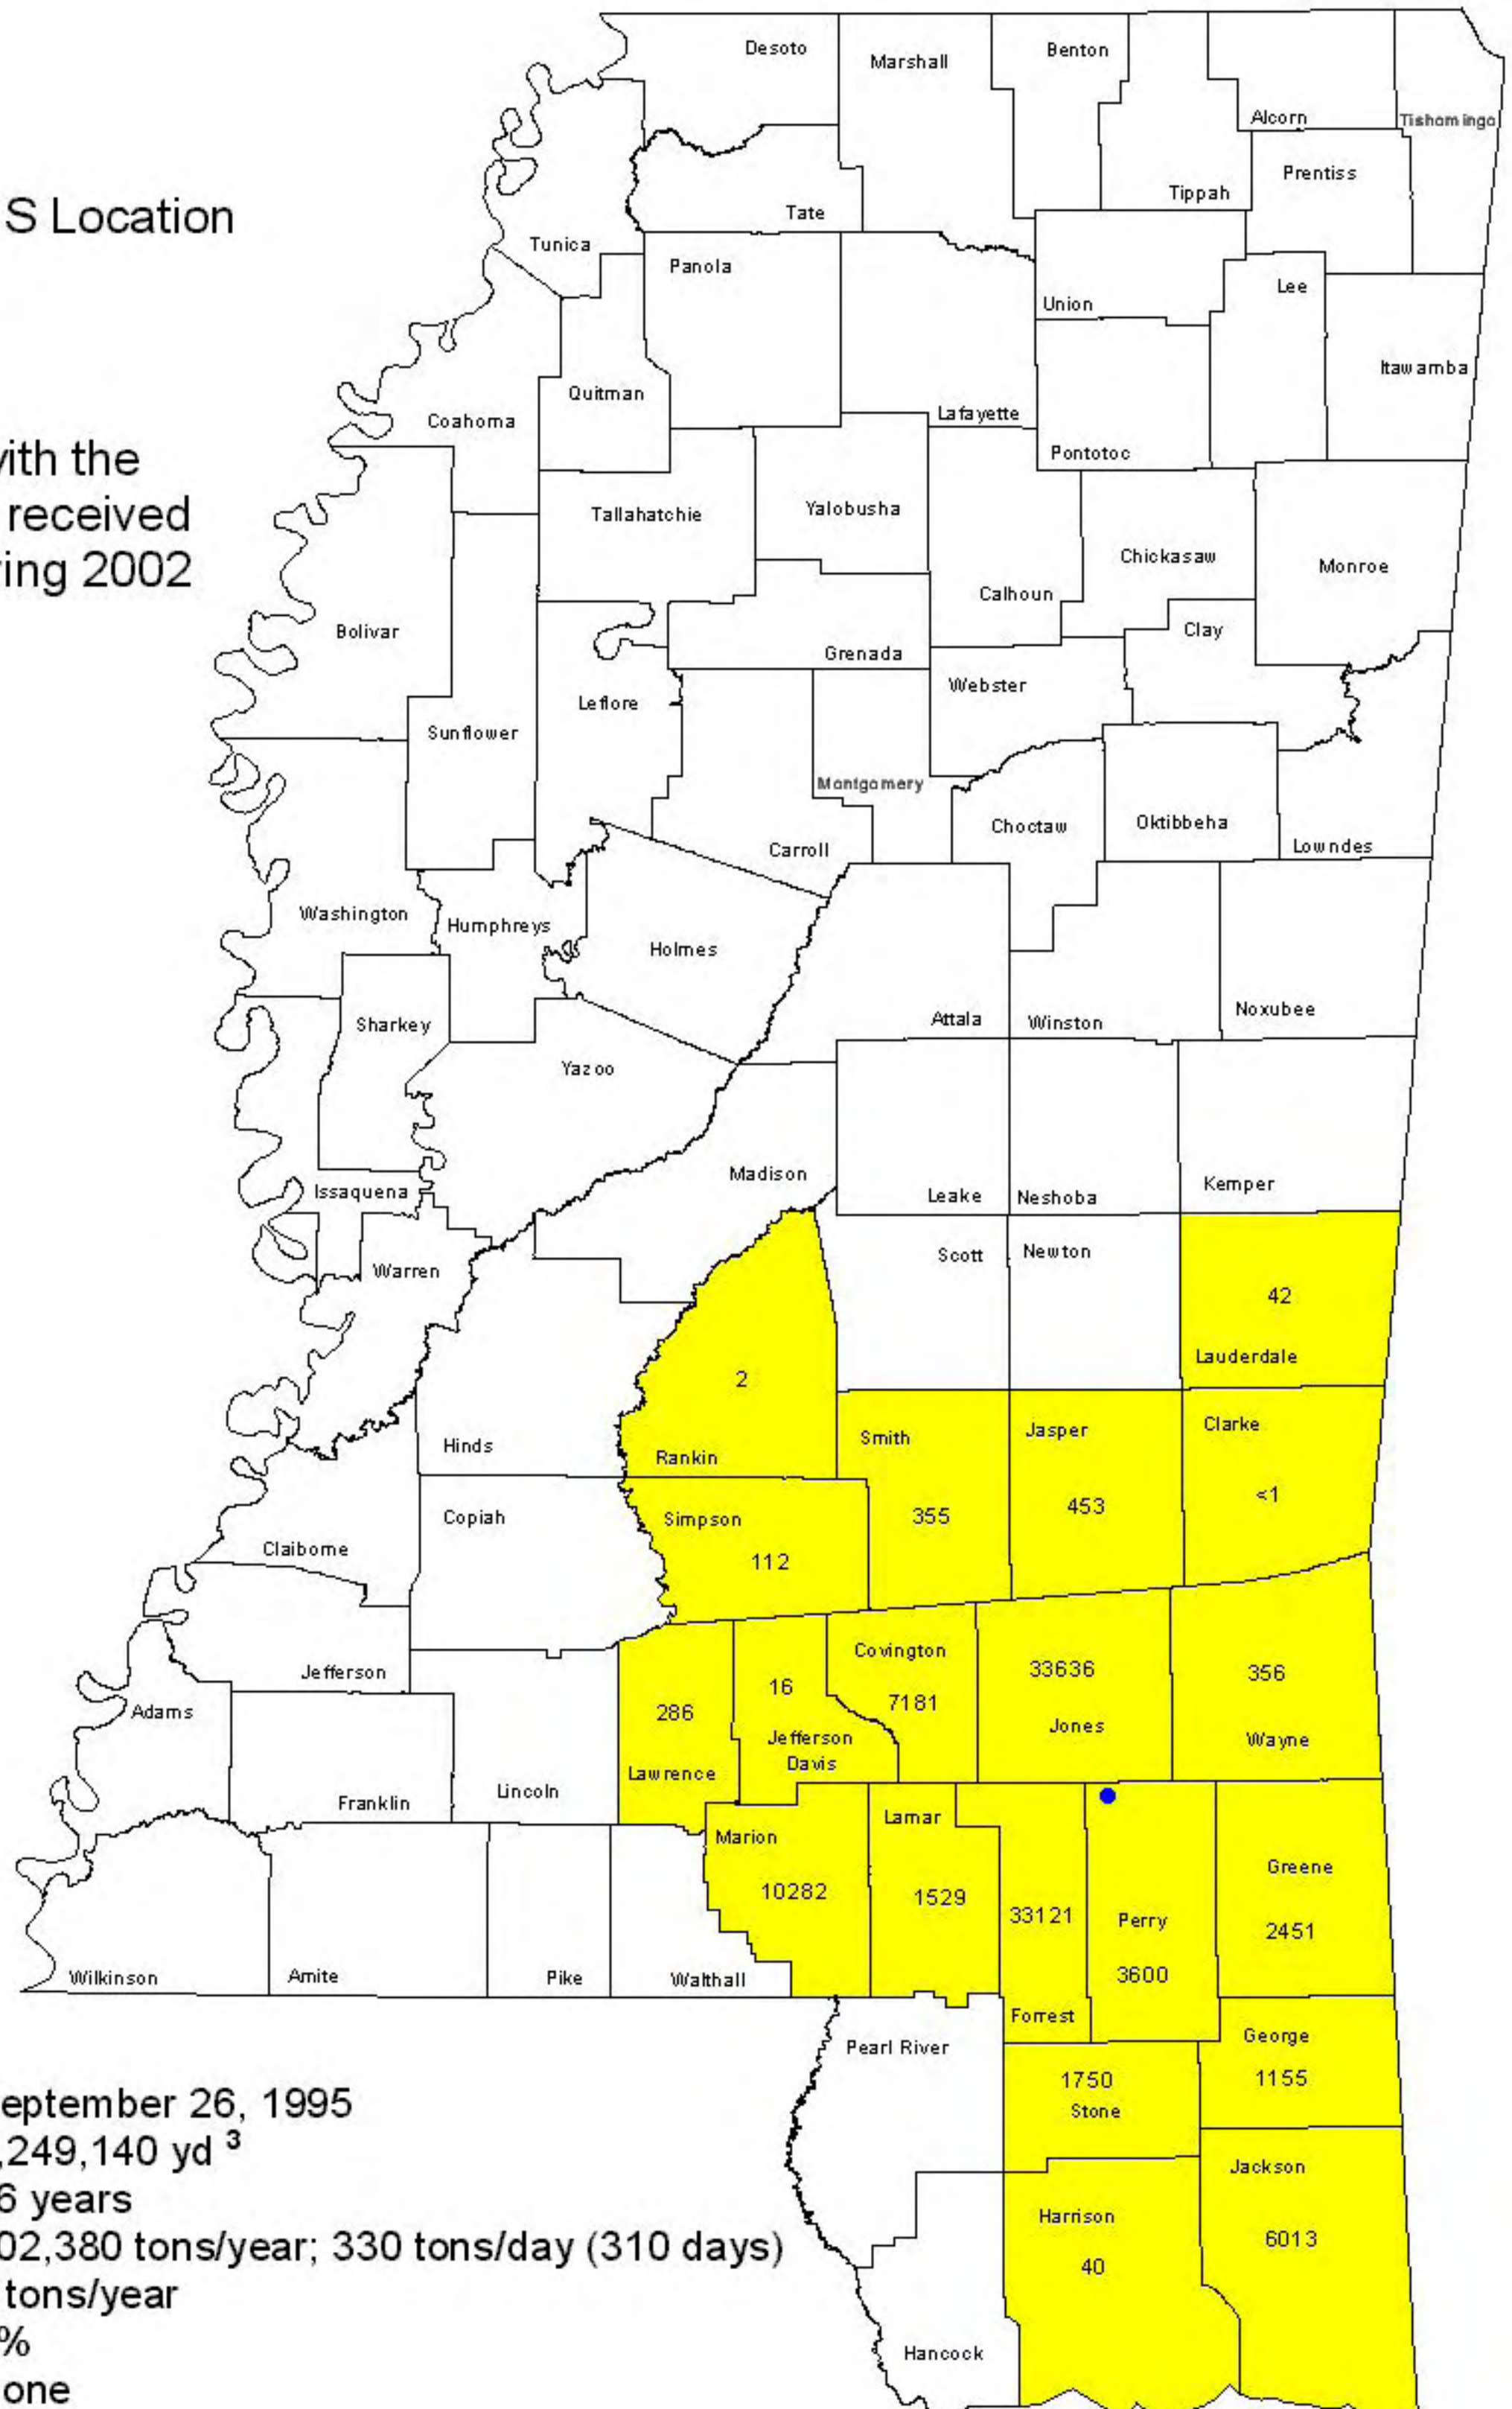 S Location
with the
received
ring 2002
Desoto
Marshall
Benton
Alcorn
Tishomingo
Prentiss
Tippah
Tate
Tunica
Panola
Union
Lee
Itawamba
Quitman
Coahoma
Lafayette
Pontotoc
Tallahatchie
Yalobusha
Chickasaw
Monroe
Calhoun
Bolivar
Clay
Grenada
Webster
Leflore
Sunflower
Montgomery
Choctaw
Oktibbeha
Lowndes
Carroll
Washington
Humphreys
Holmes
Attala
Winston
Noxubee
Sharkey
Yazoo
Madison
Leake
Neshoba
Kemper
Issaquena
Scott
Newton
Warren
42
Lauderdale
2
Rankin
Hinds
Smith
355
Jasper
453
Clarke
<1
Copiah
Simpson
112
Claiborne
Jefferson
Adams
Covington
7181
33636
Jones
356
Wayne
16
Jefferson
Davis
286
Lawrence
Lincoln
Franklin
Lamar
1529
Marion
10282
33121
Forrest
Perry
3600
Greene
2451
Wilkinson
Amite
Pike
Walthall
Pearl River
George
1155
1750
Stone
Jackson
6013
Harrison
40
Hancock
eptember 26, 1995
,249,140 yd ³
6 years
02,380 tons/year; 330 tons/day (310 days)
tons/year
%
one